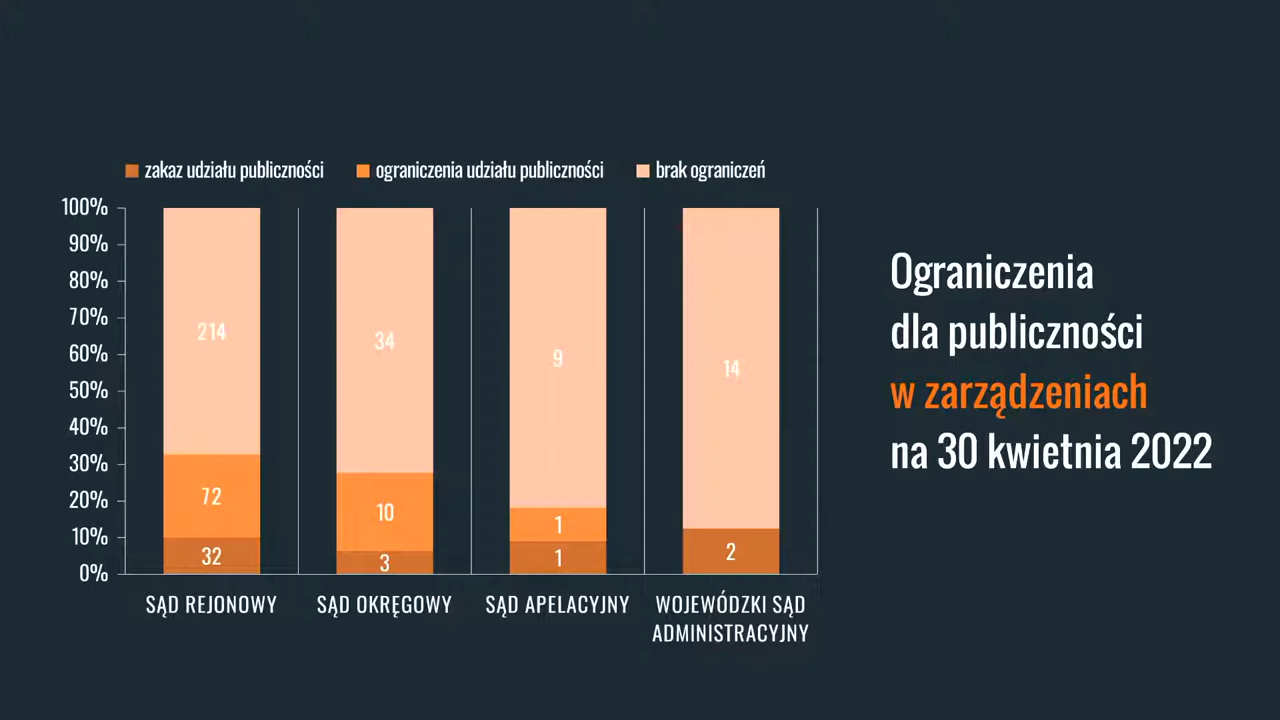 zakaz udziału publiczności ograniczenia udziału publiczności brak ograniczeń
100%
90%
80%
70%
60%
50%
40%
30%
20%
10%
0%
214
72
32
34
10
3
9
1
1
14
2
SĄD REJONOWY
SĄD OKRĘGOWY
SĄD APELACYJNY
WOJEWÓDZKI SĄD
ADMINISTRACYJNY
Ograniczenia
dla publiczności
w zarządzeniach
na 30 kwietnia 2022